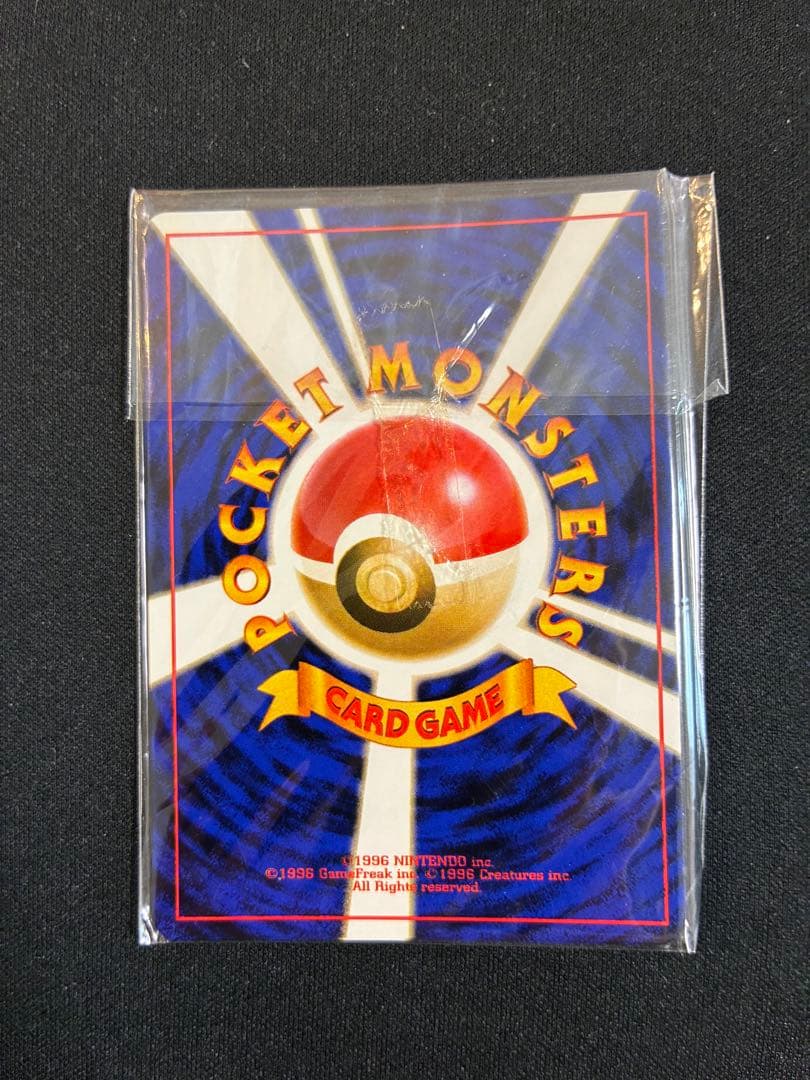 POCKET MONSTERS
CARD GAME
©1996 NINTENDO inc.
©1996 GameFreak inc. ©1996 Creatures inc.
All Rights reserved.